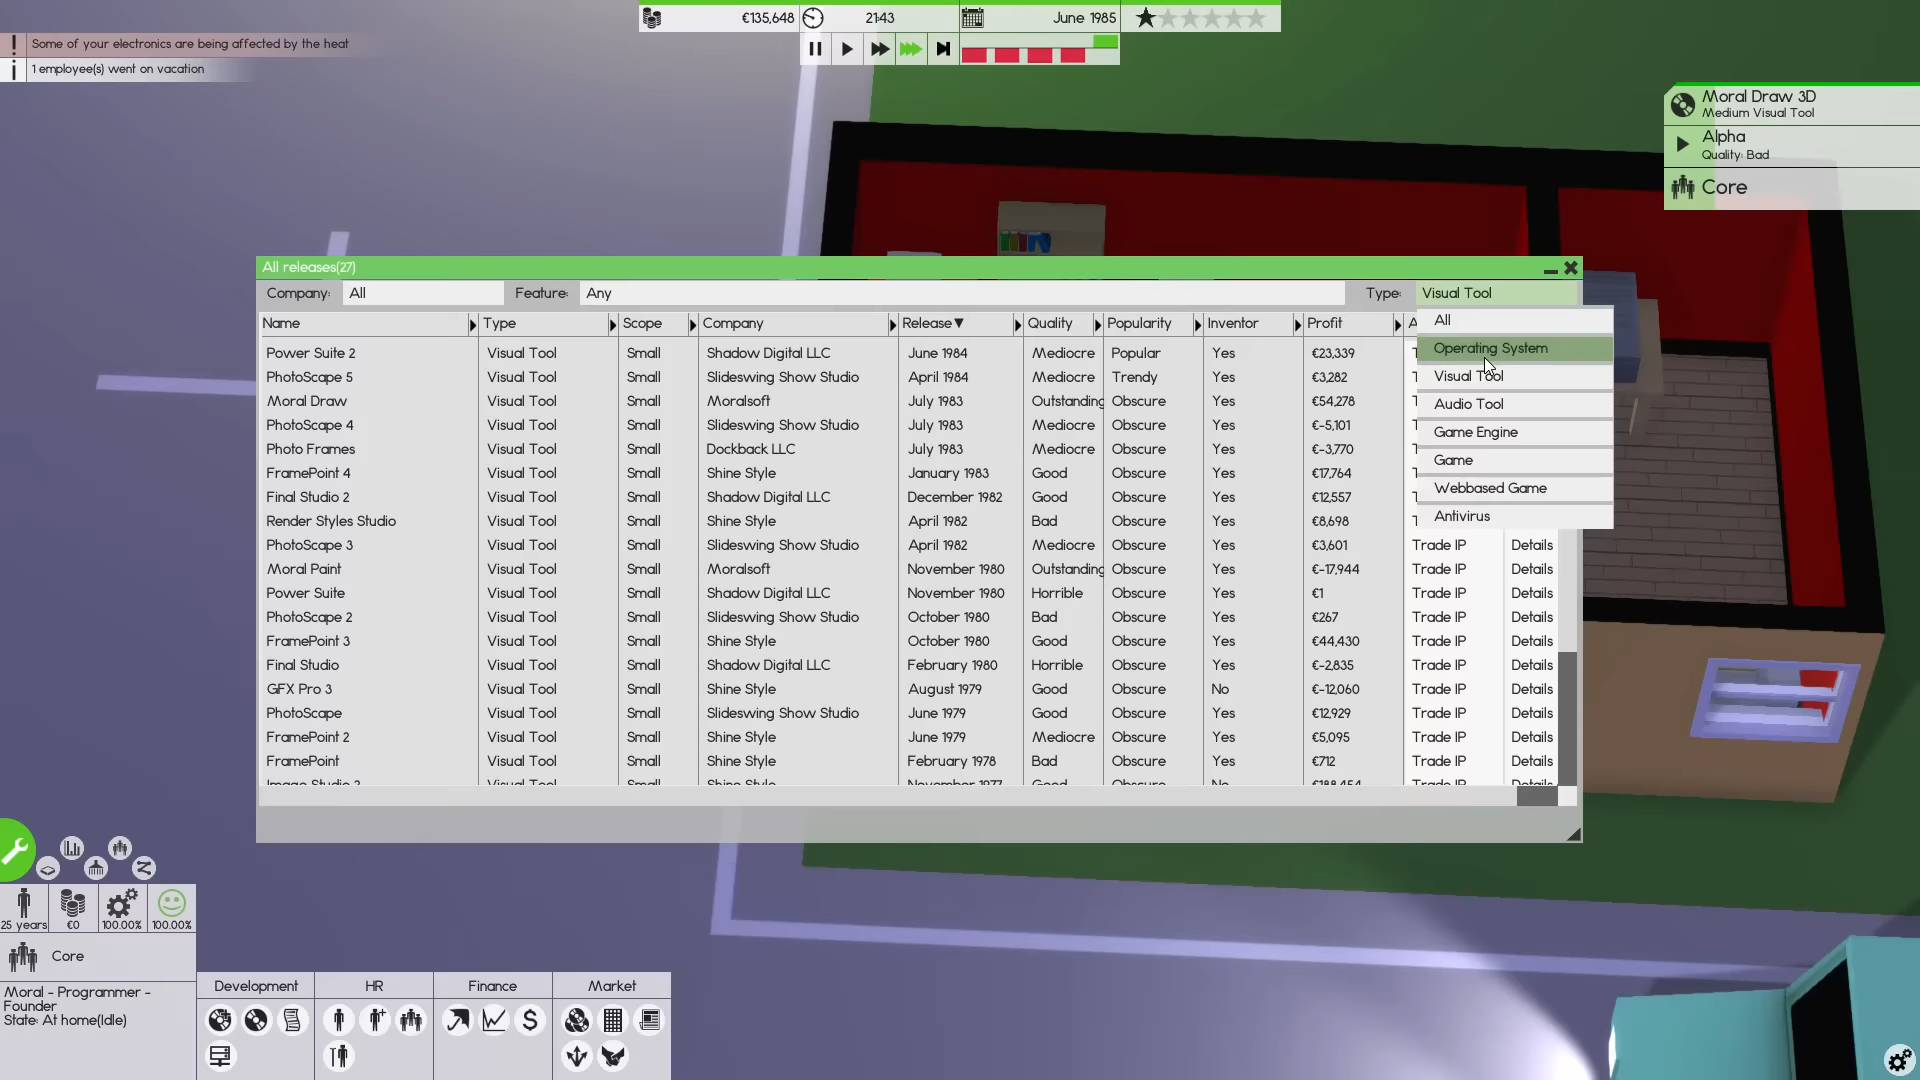 €135,648 21:43 June 1985
Some of your electronics are being affected by the heat
1 employee(s) went on vacation
Moral Draw 3D
Medium Visual Tool
Alpha
Quality: Bad
Core
All releases(27)
Company: All Feature: Any Type: Visual Tool
Name Type Scope Company Release▼ Quality Popularity Inventor Profit
All
Operating System
Visual Tool
Audio Tool
Game Engine
Game
Webbased Game
Antivirus
Power Suite 2 Visual Tool Small Shadow Digital LLC June 1984 Mediocre Popular Yes €23,339
PhotoScape 5 Visual Tool Small Slideswing Show Studio April 1984 Mediocre Trendy Yes €3,282
Moral Draw Visual Tool Small Moralsoft July 1983 Outstanding Obscure Yes €54,278
PhotoScape 4 Visual Tool Small Slideswing Show Studio July 1983 Mediocre Obscure Yes €-5,101
Photo Frames Visual Tool Small Dockback LLC July 1983 Mediocre Obscure Yes €-3,770
FramePoint 4 Visual Tool Small Shine Style January 1983 Good Obscure Yes €17,764
Final Studio 2 Visual Tool Small Shadow Digital LLC December 1982 Good Obscure Yes €12,557
Render Styles Studio Visual Tool Small Shine Style April 1982 Bad Obscure Yes €8,698
PhotoScape 3 Visual Tool Small Slideswing Show Studio April 1982 Mediocre Obscure Yes €3,601 Trade IP Details
Moral Paint Visual Tool Small Moralsoft November 1980 Outstanding Obscure Yes €-17,944 Trade IP Details
Power Suite Visual Tool Small Shadow Digital LLC November 1980 Horrible Obscure Yes €1 Trade IP Details
PhotoScape 2 Visual Tool Small Slideswing Show Studio October 1980 Bad Obscure Yes €267 Trade IP Details
FramePoint 3 Visual Tool Small Shine Style October 1980 Good Obscure Yes €44,430 Trade IP Details
Final Studio Visual Tool Small Shadow Digital LLC February 1980 Horrible Obscure Yes €-2,835 Trade IP Details
GFX Pro 3 Visual Tool Small Shine Style August 1979 Good Obscure No €-12,060 Trade IP Details
PhotoScape Visual Tool Small Slideswing Show Studio June 1979 Good Obscure Yes €12,929 Trade IP Details
FramePoint 2 Visual Tool Small Shine Style June 1979 Mediocre Obscure Yes €5,095 Trade IP Details
FramePoint Visual Tool Small Shine Style February 1978 Bad Obscure Yes €712 Trade IP Details
25 years €0 100.00% 100.00%
Core
Moral - Programmer -
Founder
State: At home(Idle)
Development HR Finance Market